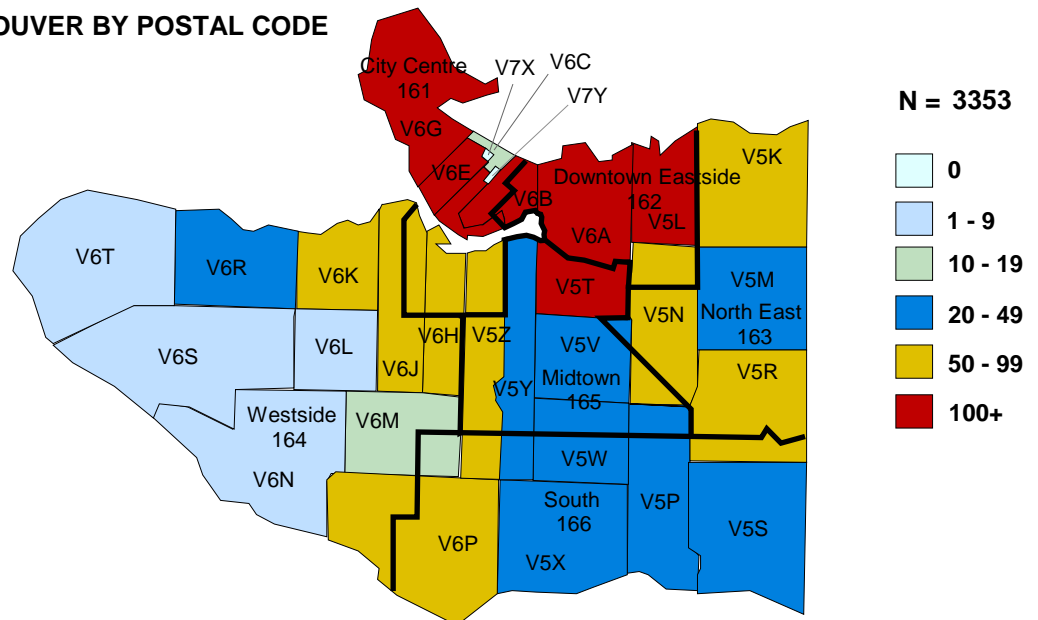 OUVER BY POSTAL CODE
City Centre
161
V7X
V6C
V7Y
V6G
V6E
V6B
Downtown Eastside
162
V5L
V6A
V5K
V6T
V6R
V6K
V5T
V5M
North East
163
V5N
V6S
V6L
V6J
V6H
V5Z
V5Y
V5V
Midtown
165
V5R
Westside
164
V6M
V6N
V5W
South
166
V5P
V5S
V6P
V5X
N = 3353
0
1 - 9
10 - 19
20 - 49
50 - 99
100+